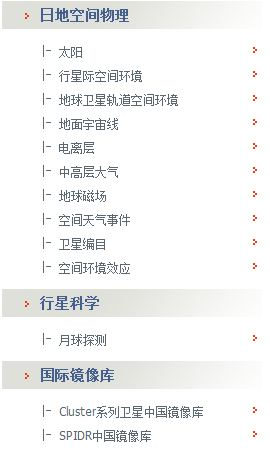 日地空间物理
太阳
行星际空间环境
地球卫星轨道空间环境
地面宇宙线
电离层
中高层大气
地球磁场
空间天气事件
卫星编目
空间环境效应
行星科学
月球探测
国际镜像库
Cluster系列卫星中国镜像库
SPIDR中国镜像库